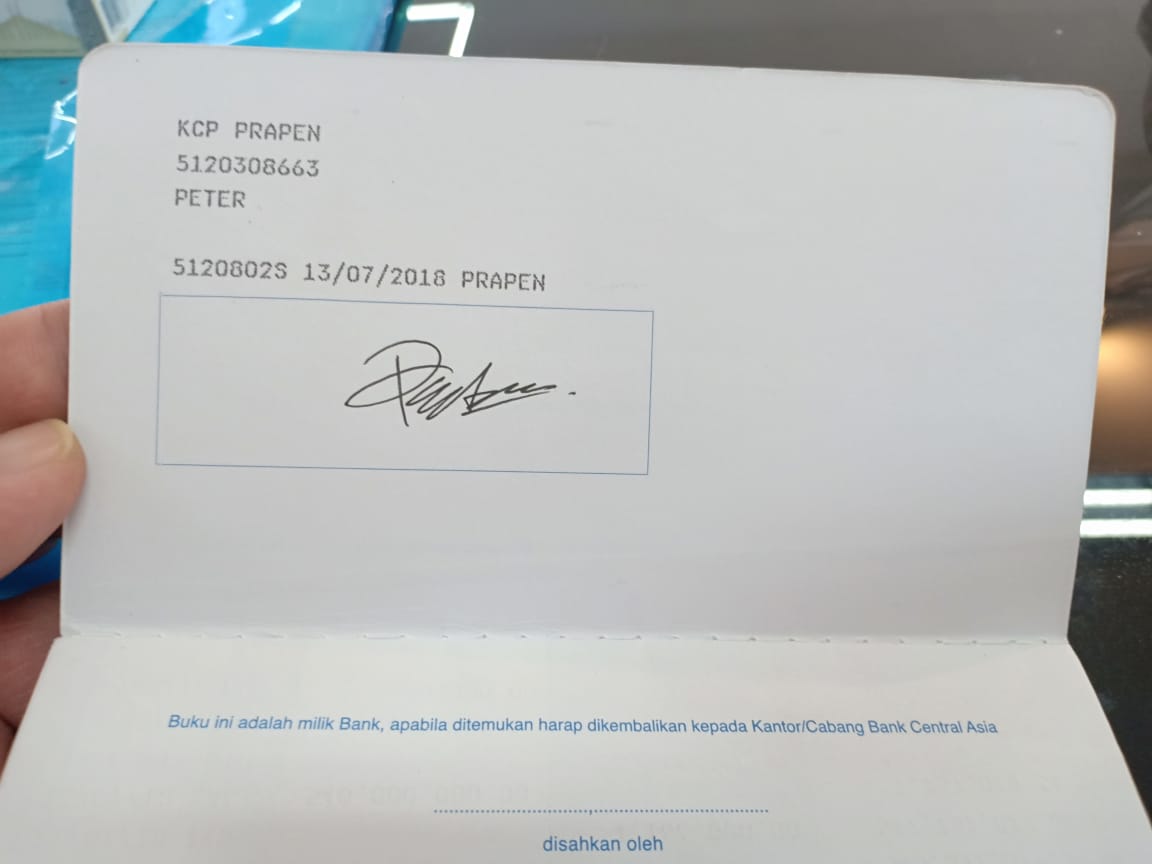 KCP PRAPEN
5120308663
PETER
5120802S 13/07/2018 PRAPEN
Buku ini adalah milik Bank, apabila ditemukan harap dikembalikan kepada Kantor/Cabang Bank Central Asia
..............................,..................................
disahkan oleh